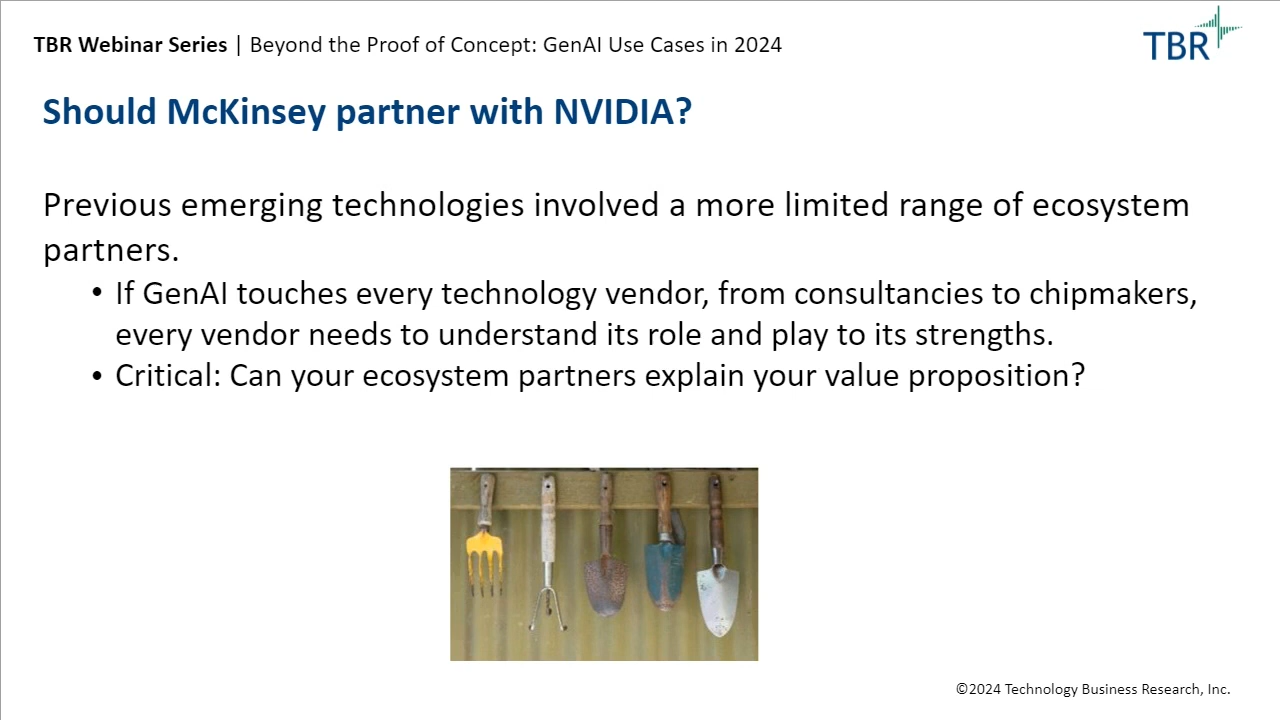 TBR Webinar Series | Beyond the Proof of Concept: GenAI Use Cases in 2024
TBR
Should McKinsey partner with NVIDIA?
Previous emerging technologies involved a more limited range of ecosystem
partners.
• If GenAI touches every technology vendor, from consultancies to chipmakers,
every vendor needs to understand its role and play to its strengths.
• Critical: Can your ecosystem partners explain your value proposition?
©2024 Technology Business Research, Inc.